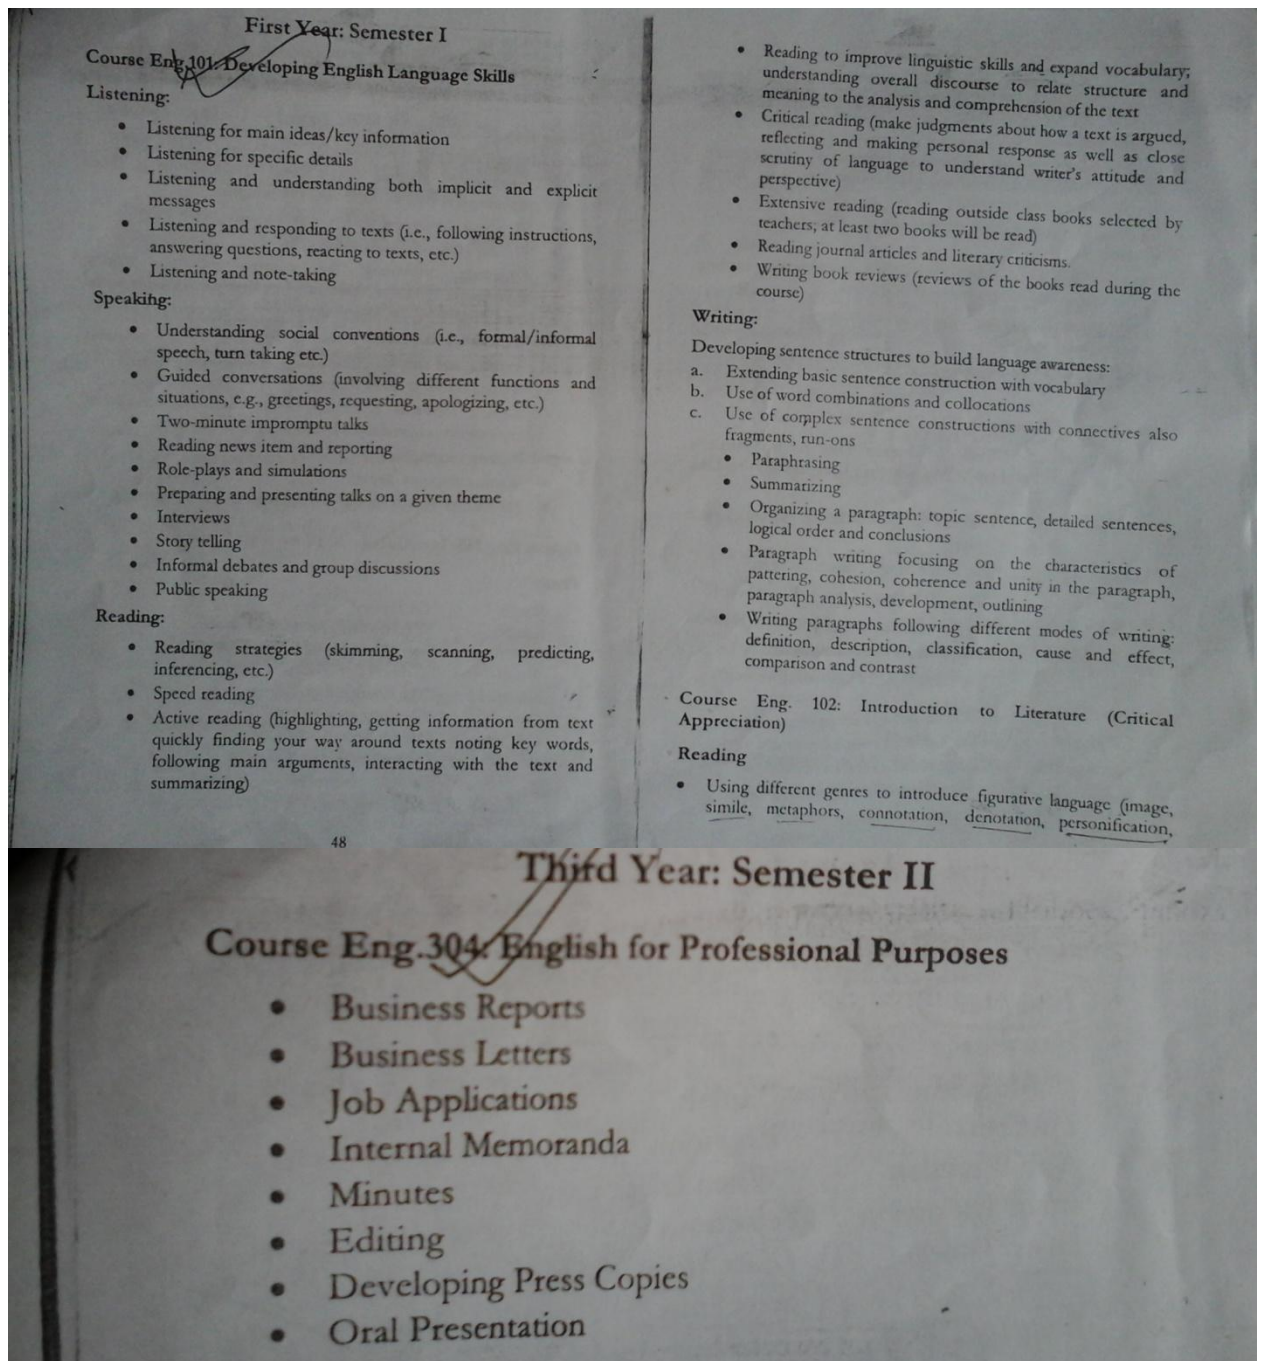 First Year: Semester I
Course Eng.101: Developing English Language Skills
Listening:
• Listening for main ideas/key information
• Listening for specific details
• Listening and understanding both implicit and explicit
messages
• Listening and responding to texts (i.e., following instructions,
answering questions, reacting to texts, etc.)
• Listening and note-taking
Speaking:
• Understanding social conventions (i.e., formal/informal
speech, turn taking etc.)
• Guided conversations (involving different functions and
situations, e.g., greetings, requesting, apologizing, etc.)
• Two-minute impromptu talks
• Reading news item and reporting
• Role-plays and simulations
• Preparing and presenting talks on a given theme
• Interviews
• Story telling
• Informal debates and group discussions
• Public speaking
Reading:
• Reading strategies (skimming, scanning, predicting,
inferencing, etc.)
• Speed reading
• Active reading (highlighting, getting information from text
quickly finding your way around texts noting key words,
following main arguments, interacting with the text and
summarizing)
48
• Reading to improve linguistic skills and expand vocabulary;
understanding overall discourse to relate structure and
meaning to the analysis and comprehension of the text
• Critical reading (make judgments about how a text is argued,
reflecting and making personal response as well as close
scrutiny of language to understand writer's attitude and
perspective)
• Extensive reading (reading outside class books selected by
teachers, at least two books will be read)
• Reading journal articles and literary criticisms.
• Writing book reviews (reviews of the books read during the
course)
Writing:
Developing sentence structures to build language awareness:
a. Extending basic sentence construction with vocabulary
b. Use of word combinations and collocations
c. Use of complex sentence constructions with connectives also
fragments, run-ons
• Paraphrasing
• Summarizing
• Organizing a paragraph: topic sentence, detailed sentences,
logical order and conclusions
• Paragraph writing focusing on the characteristics of
pattering, cohesion, coherence and unity in the paragraph,
paragraph analysis, development, outlining
• Writing paragraphs following different modes of writing:
definition, description, classification, cause and effect,
comparison and contrast
Course Eng. 102: Introduction to Literature (Critical
Appreciation)
Reading
• Using different genres to introduce figurative language (image,
simile, metaphors, connotation, denotation, personification,
Third Year: Semester II
Course Eng.304: English for Professional Purposes
• Business Reports
• Business Letters
• Job Applications
• Internal Memoranda
• Minutes
• Editing
• Developing Press Copies
• Oral Presentation